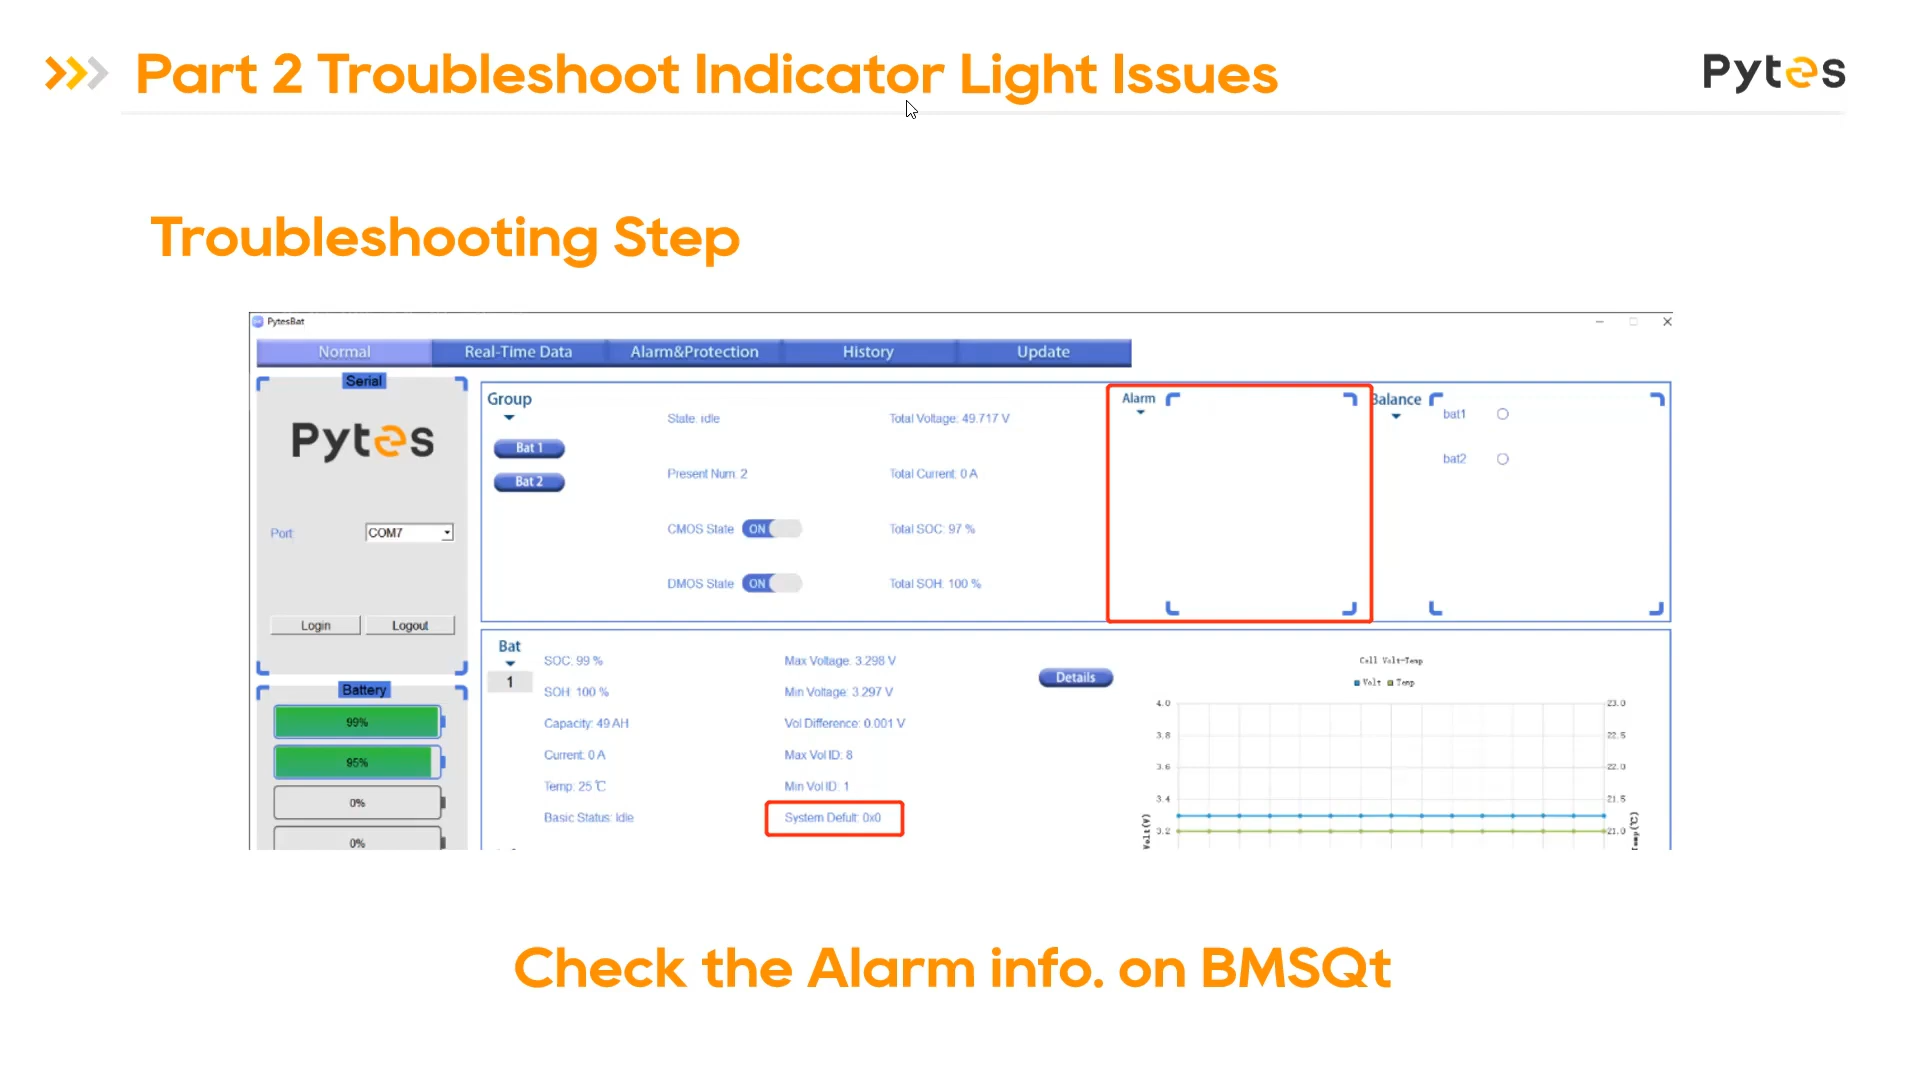 Part 2 Troubleshoot Indicator Light Issues
Pytes
Troubleshooting Step
PytesBat
Normal
Real-Time Data
Alarm&Protection
History
Update
Serial
Pytes
Port:
COM7
Login
Logout
Battery
99%
95%
0%
0%
Group
Bat 1
Bat 2
State: Idle
Present Num: 2
CMOS State
ON
DMOS State
ON
Total Voltage: 49.717 V
Total Current: 0 A
Total SOC: 97 %
Total SOH: 100 %
Alarm
Balance
bat1
bat2
Bat
1
SOC: 99 %
SOH: 100 %
Capacity: 49 AH
Current: 0 A
Temp: 25 ℃
Basic Status: Idle
Max Voltage: 3.298 V
Min Voltage: 3.297 V
Vol Difference: 0.001 V
Max Vol ID: 8
Min Vol ID: 1
System Defult: 0x0
Details
Cell Volt-Temp
Volt
Temp
4.0
3.8
3.6
3.4
3.2
Volt(V)
23.0
22.5
22.0
21.5
21.0
Temp(℃)
Check the Alarm info. on BMSQt